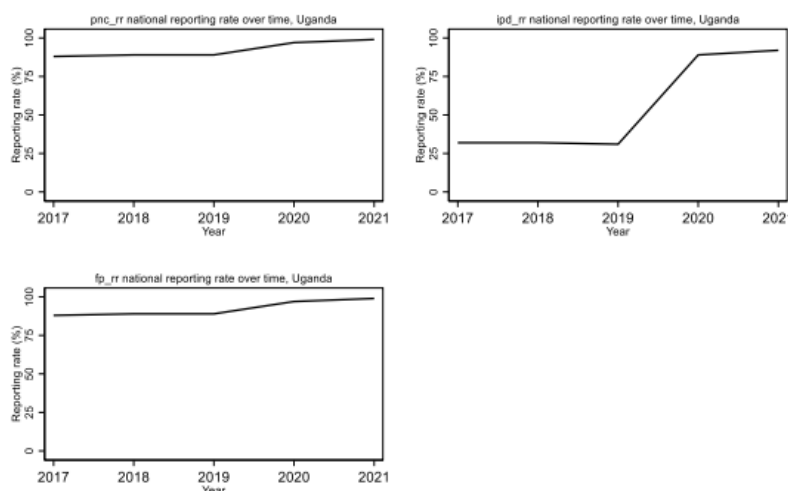 pnc_rr national reporting rate over time, Uganda
Reporting rate (%)
100
75
50
25
0
2017 2018 2019 2020 2021
Year
ipd_rr national reporting rate over time, Uganda
Reporting rate (%)
100
75
50
25
0
2017 2018 2019 2020 202
Year
fp_rr national reporting rate over time, Uganda
Reporting rate (%)
100
75
50
25
0
2017 2018 2019 2020 2021
Year